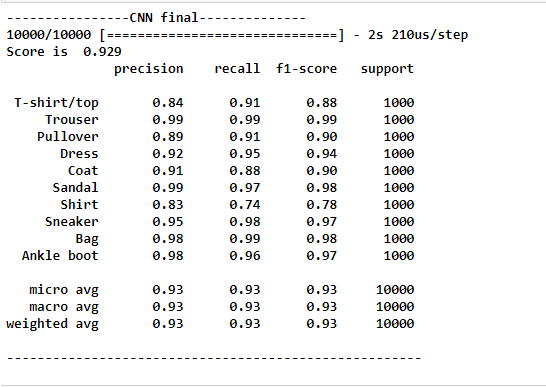 ----------------CNN final--------------
10000/10000 [==============================] - 2s 210us/step
Score is  0.929
              precision    recall  f1-score   support

 T-shirt/top       0.84      0.91      0.88      1000
     Trouser       0.99      0.99      0.99      1000
    Pullover       0.89      0.91      0.90      1000
       Dress       0.92      0.95      0.94      1000
        Coat       0.91      0.88      0.90      1000
      Sandal       0.99      0.97      0.98      1000
       Shirt       0.83      0.74      0.78      1000
     Sneaker       0.95      0.98      0.97      1000
         Bag       0.98      0.99      0.98      1000
  Ankle boot       0.98      0.96      0.97      1000

   micro avg       0.93      0.93      0.93     10000
   macro avg       0.93      0.93      0.93     10000
weighted avg       0.93      0.93      0.93     10000

-------------------------------------------------------